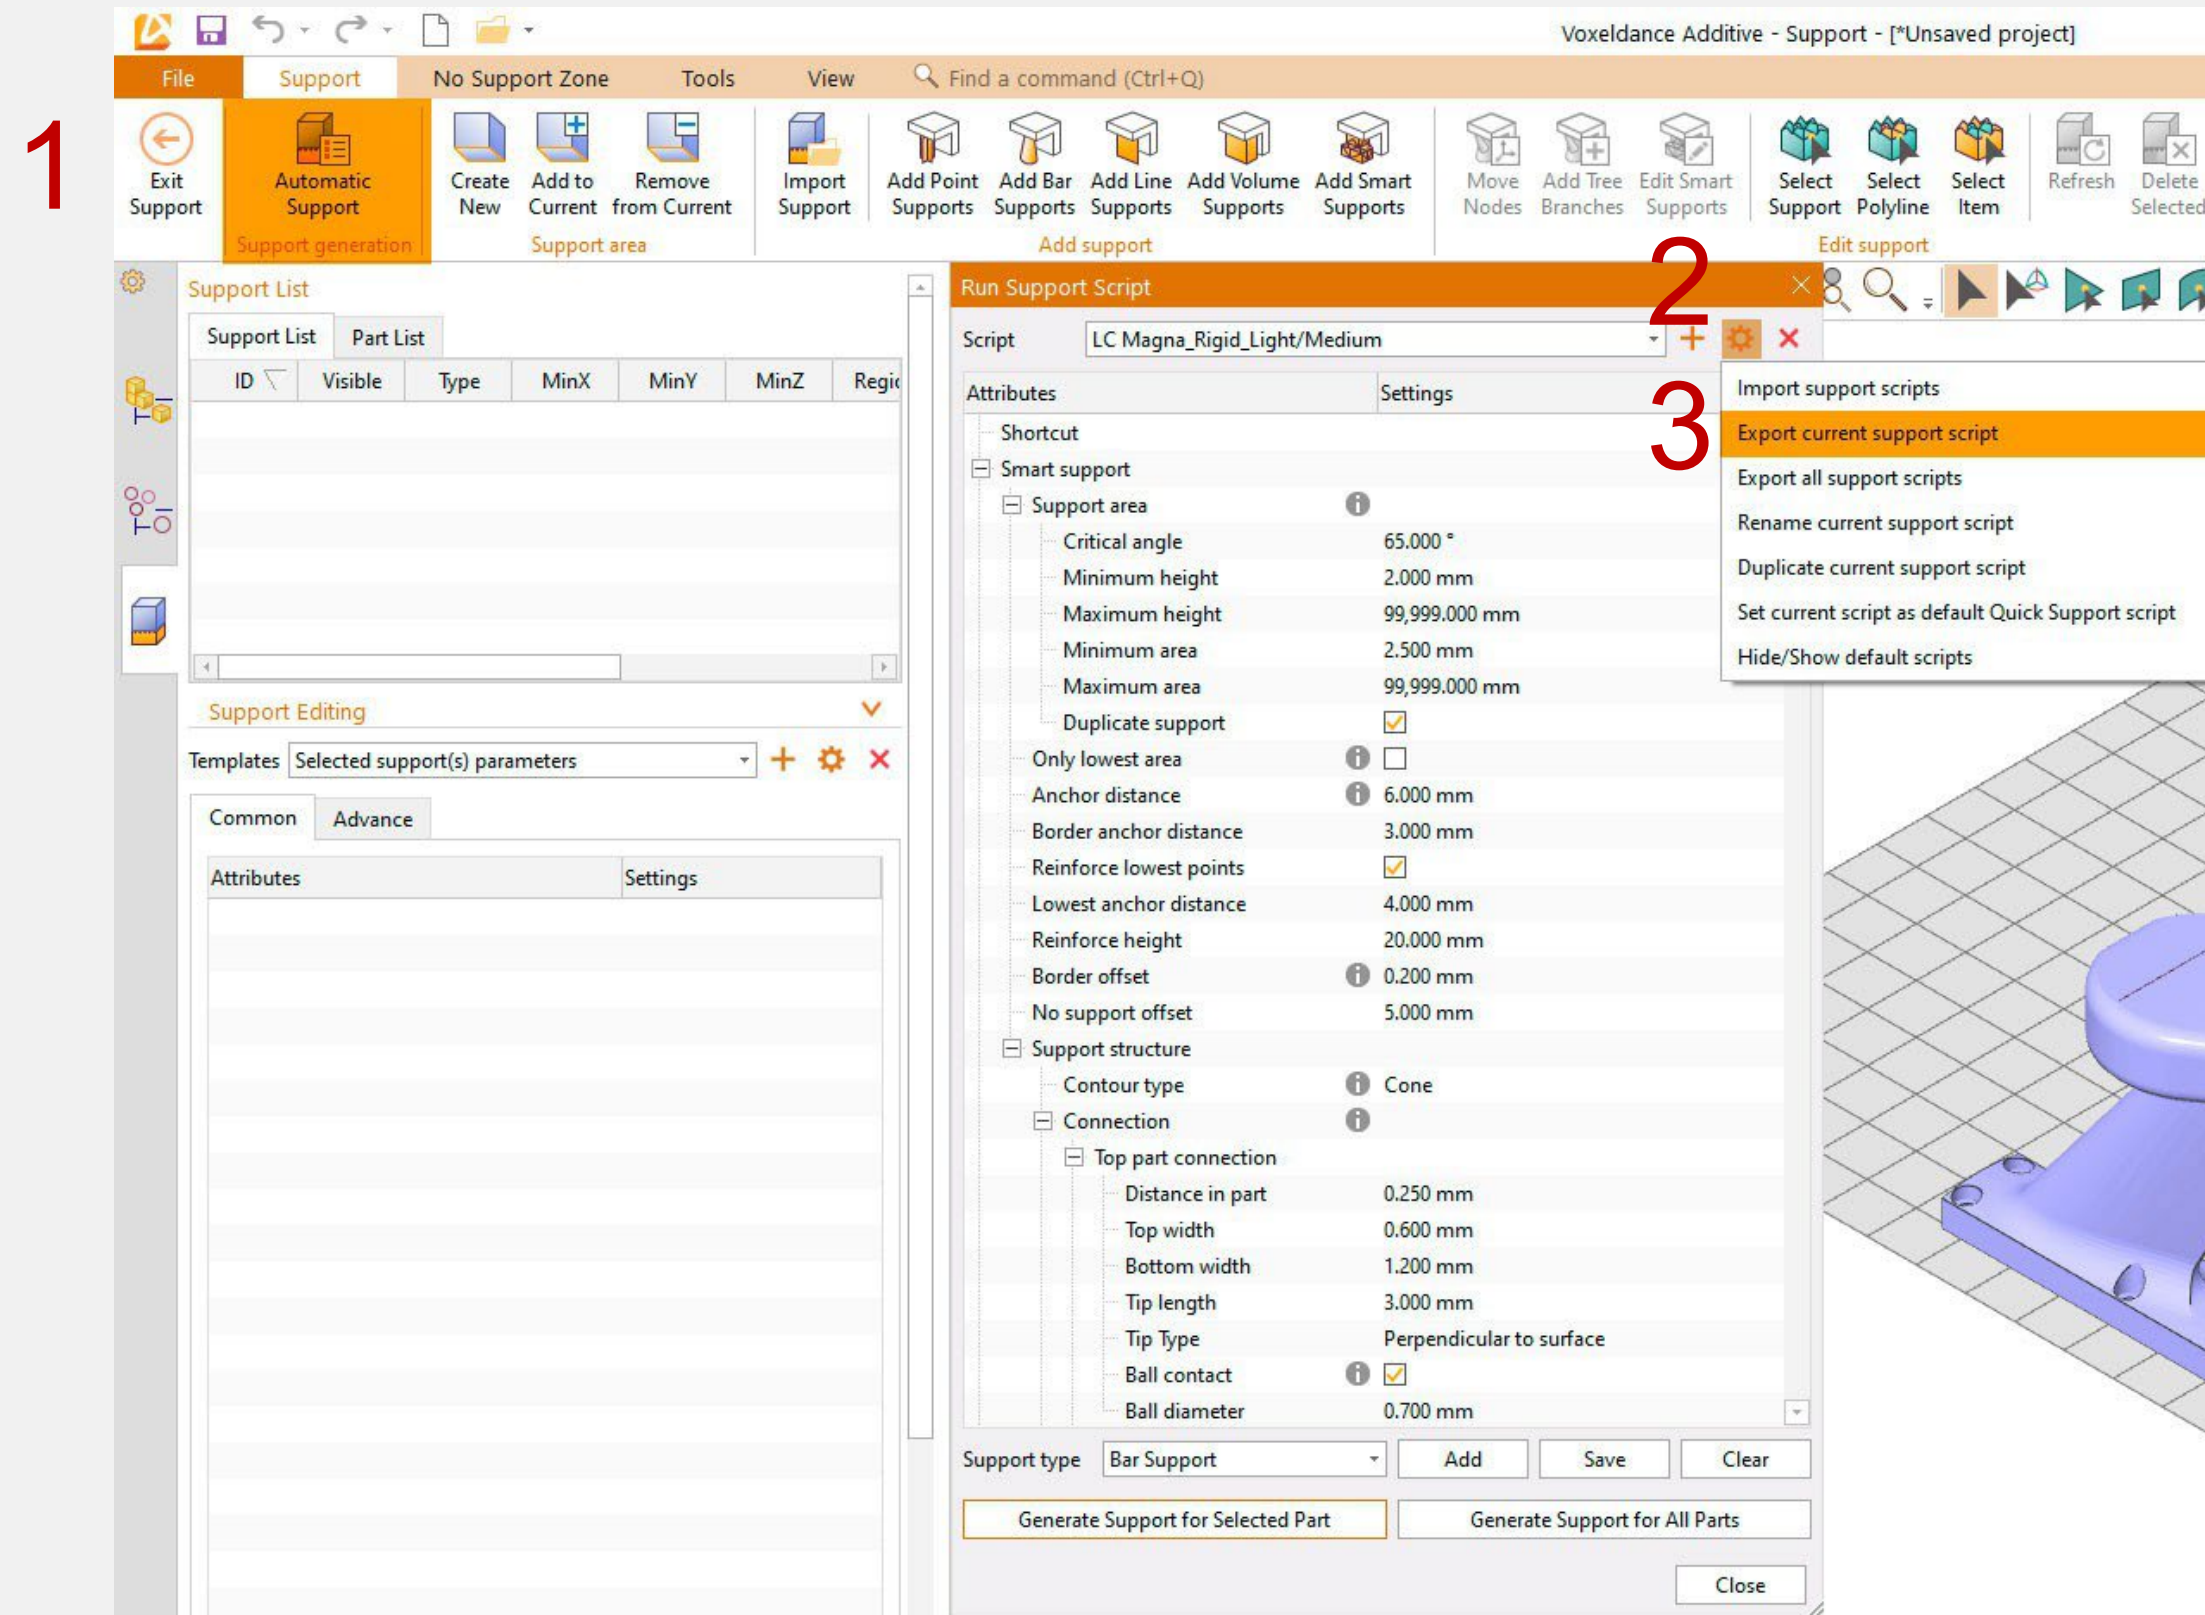 Voxeldance Additive - Support - [*Unsaved project]
File Support No Support Zone Tools View Find a command (Ctrl+Q)
1
Exit Support
Automatic Support
Create New
Add to Current
Remove from Current
Import Support
Add Point Supports
Add Bar Supports
Add Line Supports
Add Volume Supports
Add Smart Supports
Move Nodes
Add Tree Branches
Edit Smart Supports
Select Support
Select Polyline
Select Item
Refresh
Delete Selected
Support generation Support area Add support Edit support
2
Support List
Support List Part List
ID Visible Type MinX MinY MinZ
Support Editing
Templates Selected support(s) parameters
Common Advance
Attributes Settings
Run Support Script
Script LC Magna_Rigid_Light/Medium
Attributes Settings
Shortcut
Smart support
Support area
Critical angle 65.000 °
Minimum height 2.000 mm
Maximum height 99,999.000 mm
Minimum area 2.500 mm
Maximum area 99,999.000 mm
Duplicate support
Only lowest area
Anchor distance 6.000 mm
Border anchor distance 3.000 mm
Reinforce lowest points
Lowest anchor distance 4.000 mm
Reinforce height 20.000 mm
Border offset 0.200 mm
No support offset 5.000 mm
Support structure
Contour type Cone
Connection
Top part connection
Distance in part 0.250 mm
Top width 0.600 mm
Bottom width 1.200 mm
Tip length 3.000 mm
Tip Type Perpendicular to surface
Ball contact
Ball diameter 0.700 mm
Support type Bar Support Add Save Clear
Generate Support for Selected Part Generate Support for All Parts
Close
3
Import support scripts
Export current support script
Export all support scripts
Rename current support script
Duplicate current support script
Set current script as default Quick Support script
Hide/Show default scripts